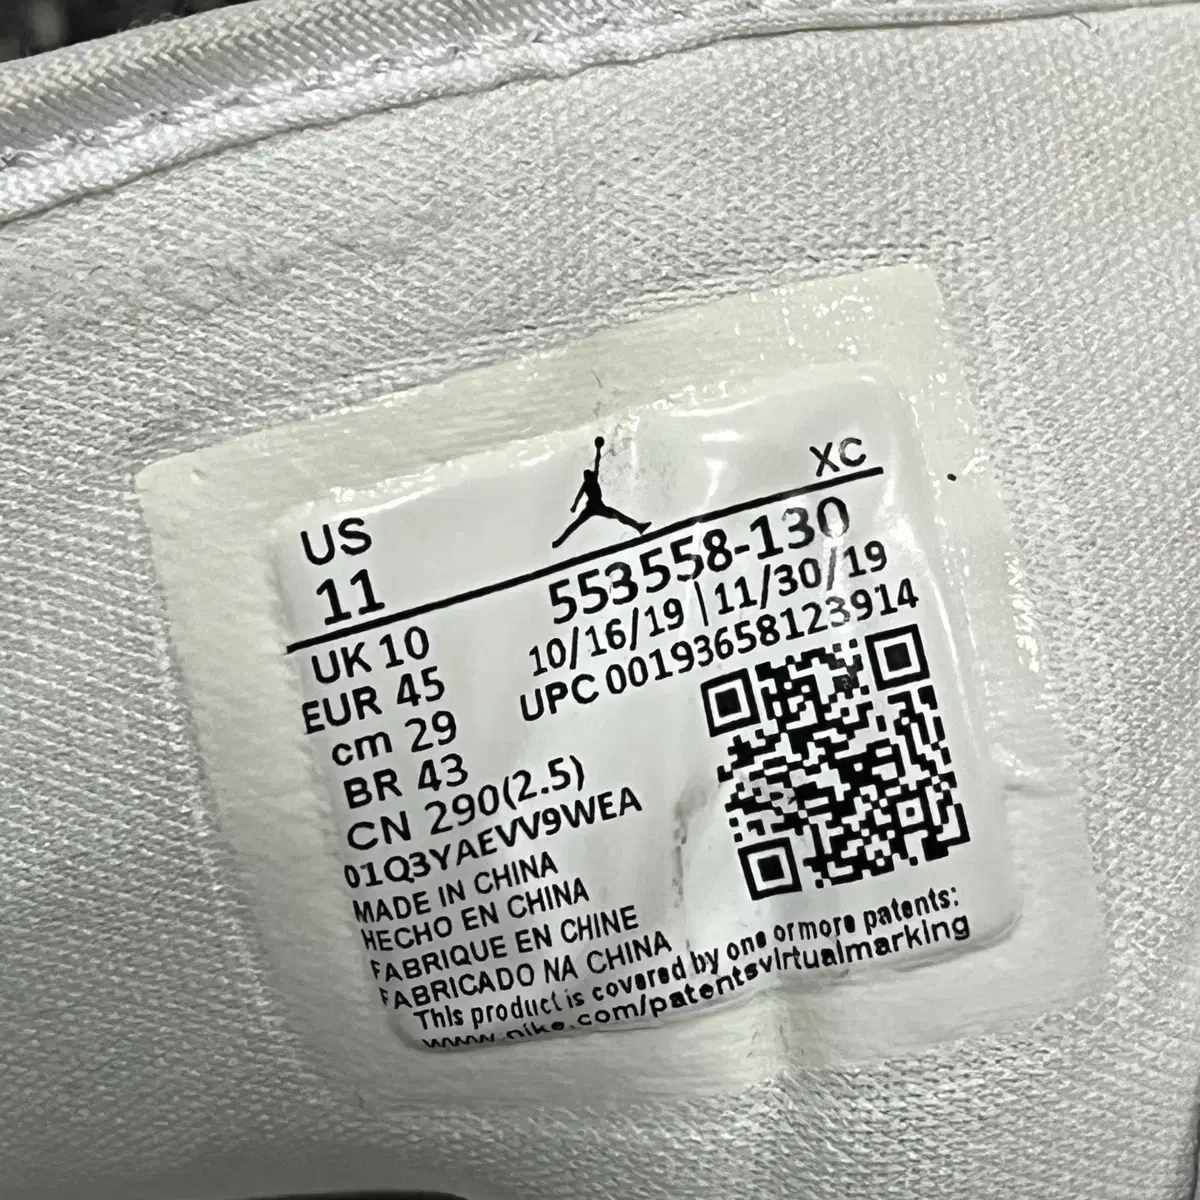 US XC
11 553558-130
UK 10 10/16/19 | 11/30/19
EUR 45 UPC 00193658123914
cm 29
BR 43
CN 290(2.5)
01Q3YAEVV9WEA
MADE IN CHINA
HECHO EN CHINA
FABRIQUE EN CHINE
FABRICADO NA CHINA
This product is covered by one or more patents:
www.nike.com/patentsvirtualmarking